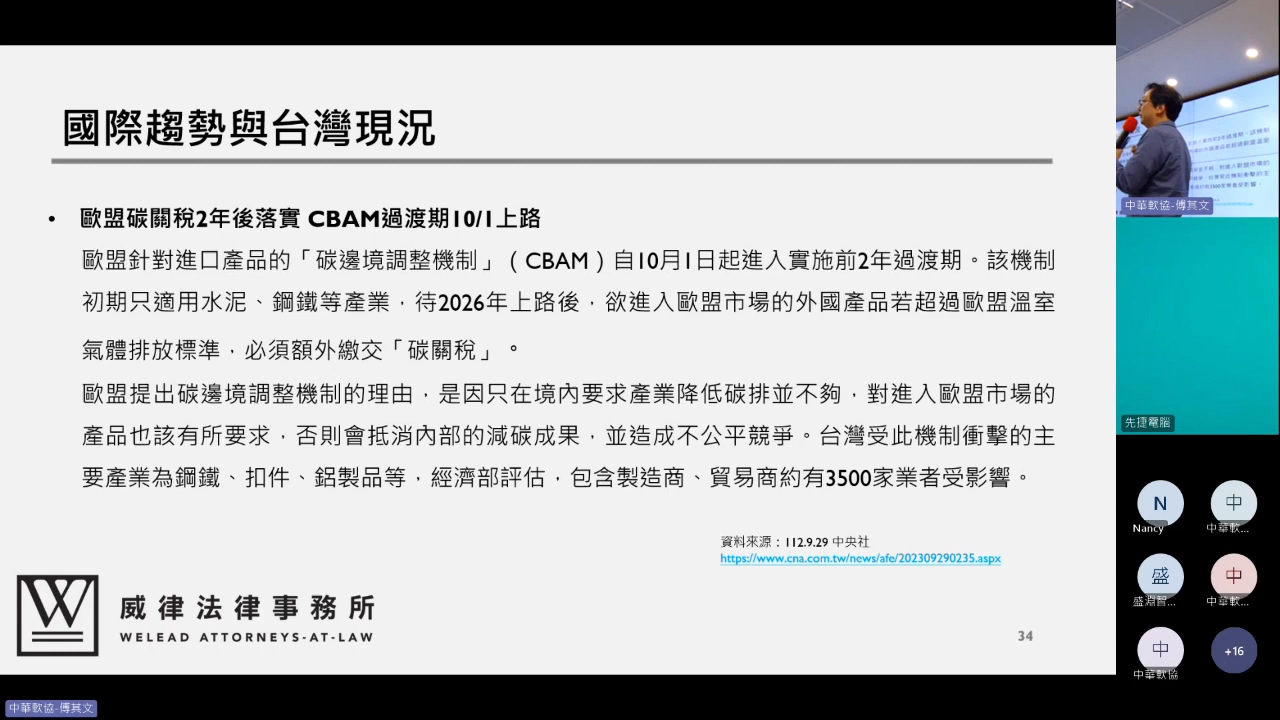 國際趨勢與台灣現況
• 歐盟碳關稅2年後落實 CBAM過渡期10/1上路
歐盟針對進口產品的「碳邊境調整機制」（CBAM）自10月1日起進入實施前2年過渡期。該機制
初期只適用水泥、鋼鐵等產業，待2026年上路後，欲進入歐盟市場的外國產品若超過歐盟溫室
氣體排放標準，必須額外繳交「碳關稅」。
歐盟提出碳邊境調整機制的理由，是因只在境內要求產業降低碳排並不夠，對進入歐盟市場的
產品也該有所要求，否則會抵消內部的減碳成果，並造成不公平競爭。台灣受此機制衝擊的主
要產業為鋼鐵、扣件、鋁製品等，經濟部評估，包含製造商、貿易商約有3500家業者受影響。
資料來源：112.9.29 中央社
https://www.cna.com.tw/news/afe/202309290235.aspx
W
威律法律事務所
WELEAD ATTORNEYS-AT-LAW
34
中華軟協-傅其文
中華軟協-傅其文
先捷電腦
N
Nancy
中
中華軟...
盛
盛淵智...
中
中華軟...
中
中華軟協
+16